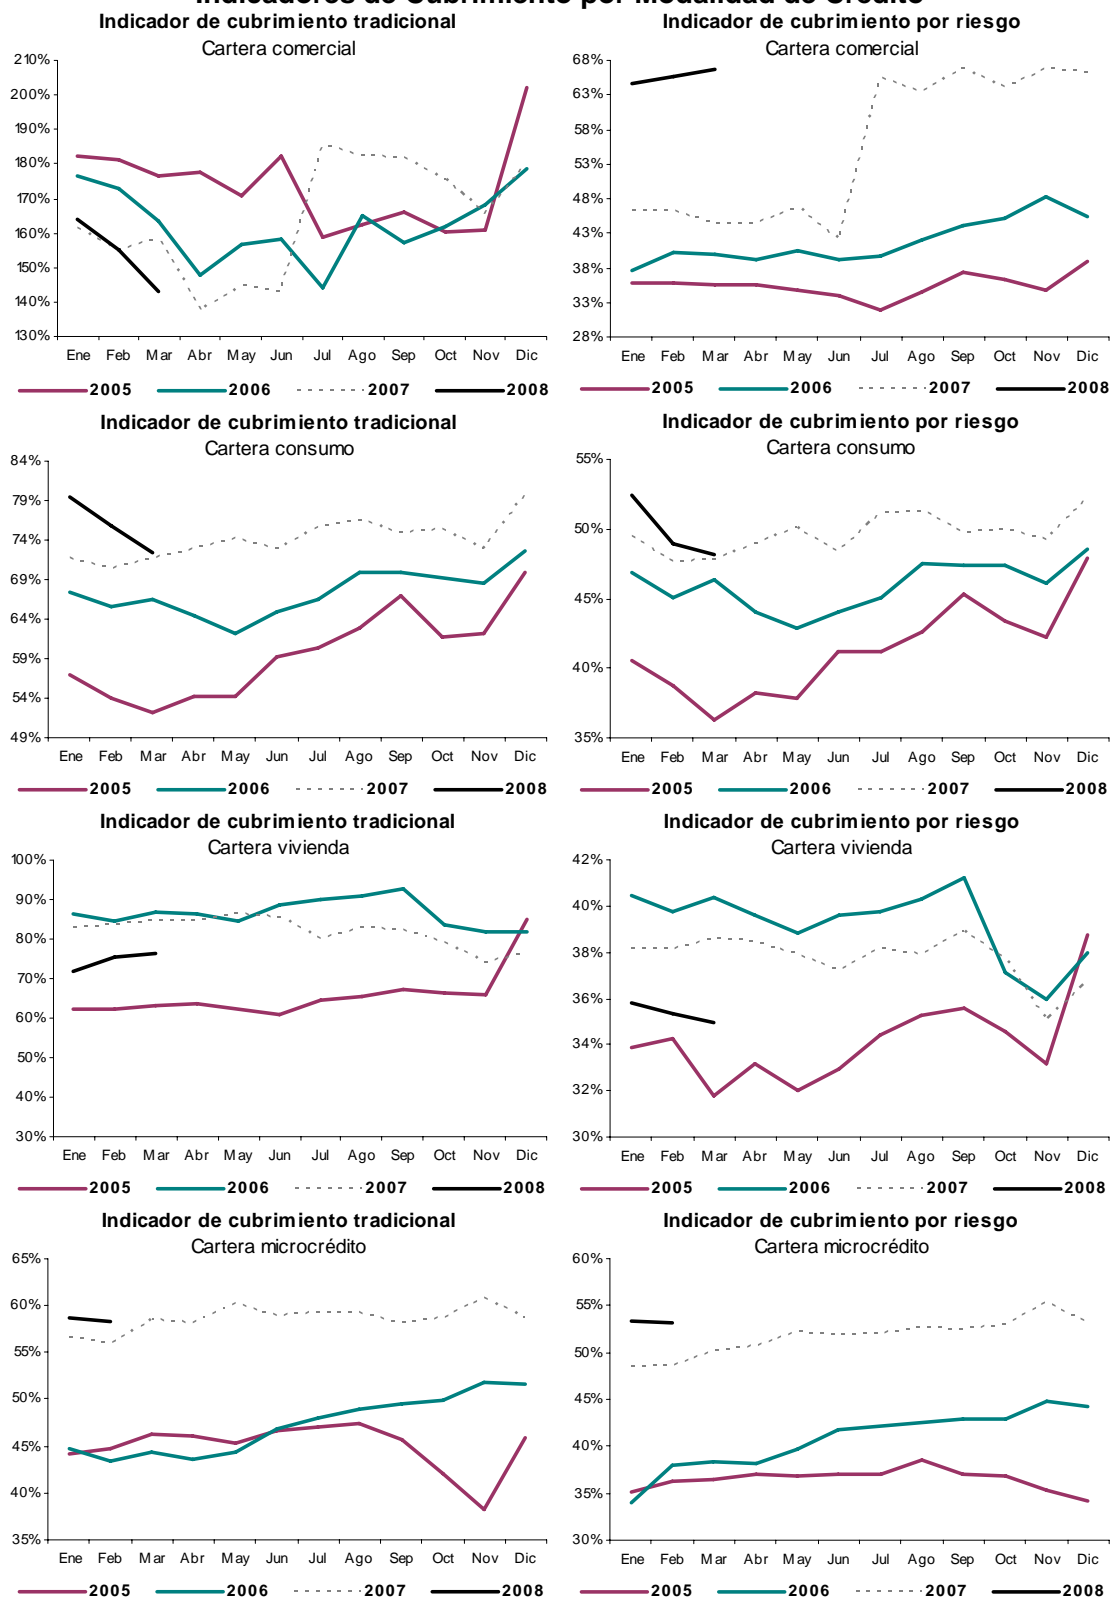 Indicadores de Cubrimiento por Modalidad de Crédito
Indicador de cubrimiento tradicional
Cartera comercial
210%
200%
190%
180%
170%
160%
150%
140%
130%
Ene Feb Mar Abr May Jun Jul Ago Sep Oct Nov Dic
2005 2006 2007 2008
Indicador de cubrimiento por riesgo
Cartera comercial
68%
63%
58%
53%
48%
43%
38%
33%
28%
Ene Feb Mar Abr May Jun Jul Ago Sep Oct Nov Dic
2005 2006 2007 2008
Indicador de cubrimiento tradicional
Cartera consumo
84%
79%
74%
69%
64%
59%
54%
49%
Ene Feb Mar Abr May Jun Jul Ago Sep Oct Nov Dic
2005 2006 2007 2008
Indicador de cubrimiento por riesgo
Cartera consumo
55%
50%
45%
40%
35%
Ene Feb Mar Abr May Jun Jul Ago Sep Oct Nov Dic
2005 2006 2007 2008
Indicador de cubrimiento tradicional
Cartera vivienda
100%
90%
80%
70%
60%
50%
40%
30%
Ene Feb Mar Abr May Jun Jul Ago Sep Oct Nov Dic
2005 2006 2007 2008
Indicador de cubrimiento por riesgo
Cartera vivienda
42%
40%
38%
36%
34%
32%
30%
Ene Feb Mar Abr May Jun Jul Ago Sep Oct Nov Dic
2005 2006 2007 2008
Indicador de cubrimiento tradicional
Cartera microcrédito
65%
60%
55%
50%
45%
40%
35%
Ene Feb Mar Abr May Jun Jul Ago Sep Oct Nov Dic
2005 2006 2007 2008
Indicador de cubrimiento por riesgo
Cartera microcrédito
60%
55%
50%
45%
40%
35%
30%
Ene Feb Mar Abr May Jun Jul Ago Sep Oct Nov Dic
2005 2006 2007 2008